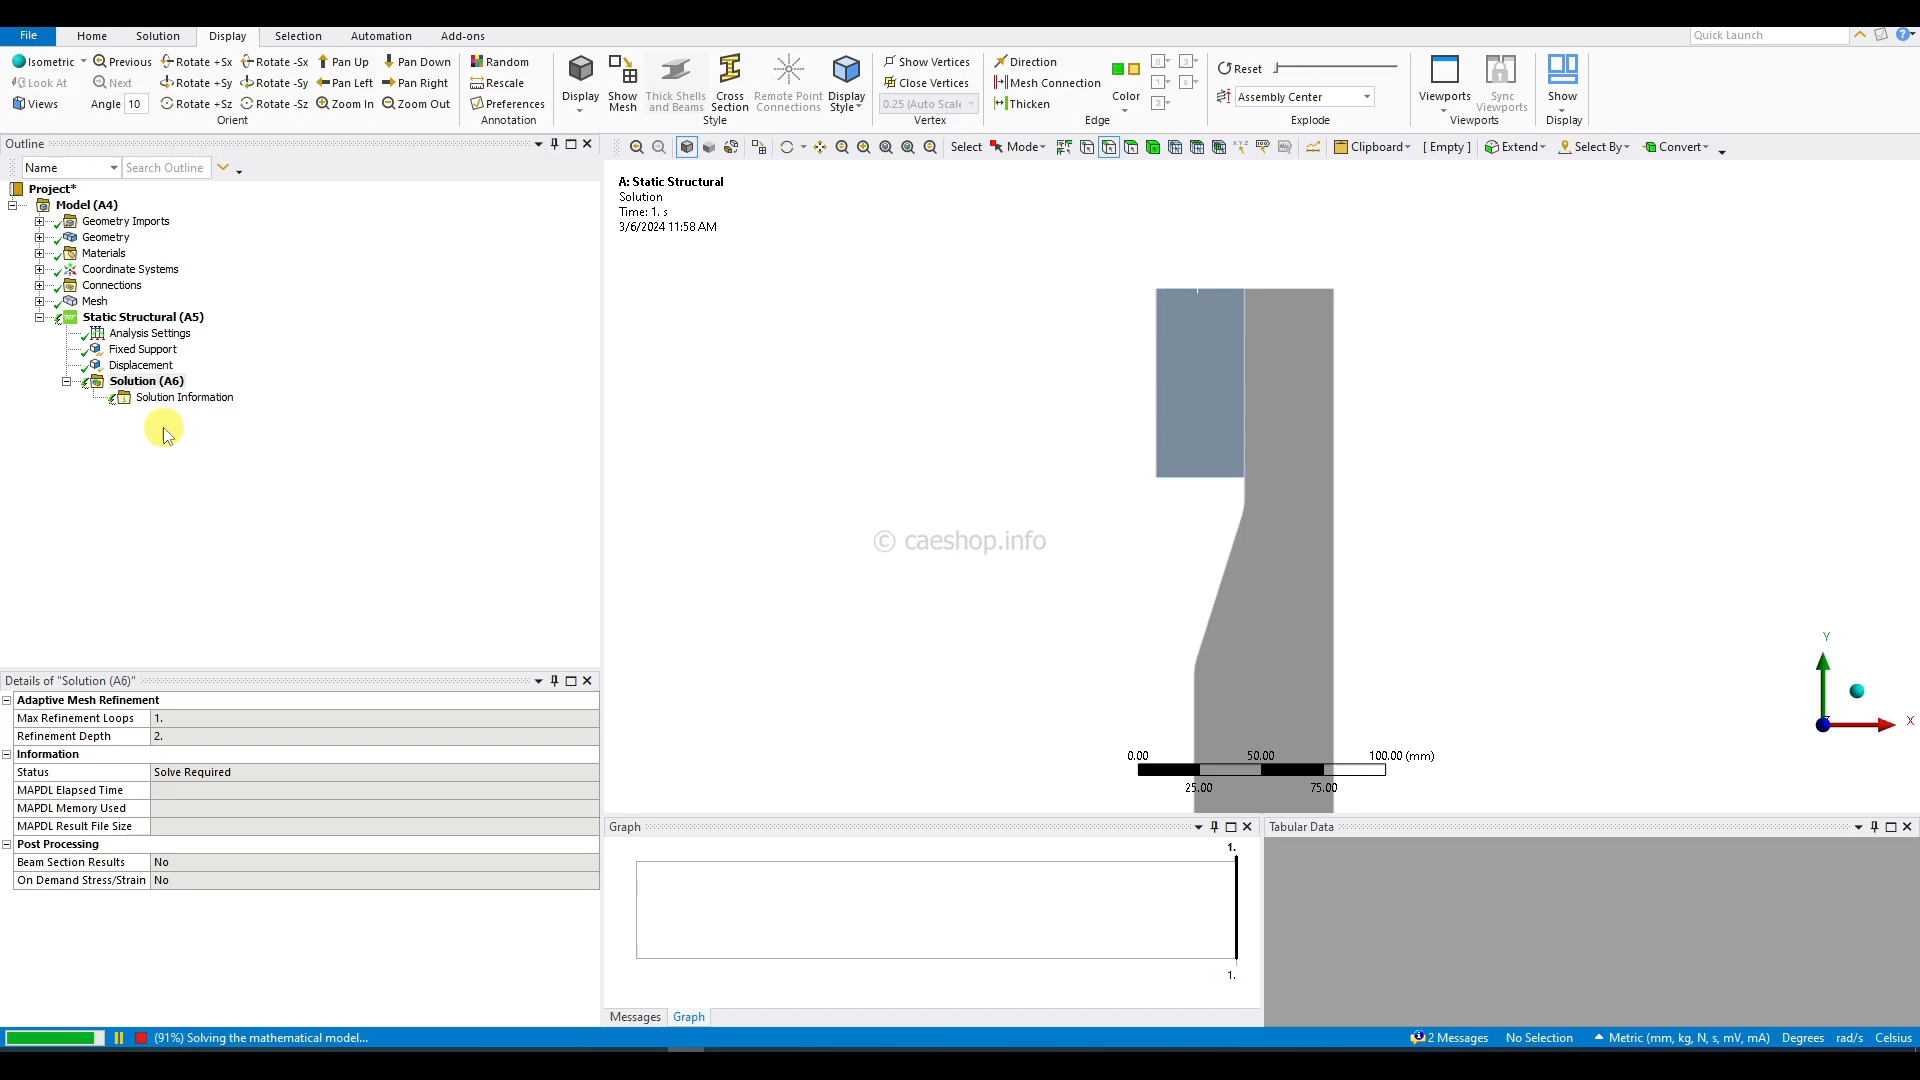 File Home Solution Display Selection Automation Add-ons Quick Launch
Isometric Previous Rotate +Sx Rotate -Sx Pan Up Pan Down Random Show Vertices Direction Reset
Look At Next Rotate +Sy Rotate -Sy Pan Left Pan Right Rescale Close Vertices Mesh Connection
Views Angle 10 Rotate +Sz Rotate -Sz Zoom In Zoom Out Preferences 0.25 (Auto Scale Thicken Assembly Center
Display Show Mesh Thick Shells and Beams Cross Section Remote Point Connections Display Style Color Viewports Sync Viewports Show
Orient Annotation Style Vertex Edge Explode Viewports Display
Outline
Select Mode Clipboard [ Empty ] Extend Select By Convert
Name Search Outline
Project*
Model (A4)
Geometry Imports
Geometry
Materials
Coordinate Systems
Connections
Mesh
Static Structural (A5)
Analysis Settings
Fixed Support
Displacement
Solution (A6)
Solution Information
A: Static Structural
Solution
Time: 1. s
3/6/2024 11:58 AM
© caeshop.info
Y
X
0.00 50.00 100.00 (mm)
25.00 75.00
Details of "Solution (A6)"
Adaptive Mesh Refinement
Max Refinement Loops 1.
Refinement Depth 2.
Information
Status Solve Required
MAPDL Elapsed Time
MAPDL Memory Used
MAPDL Result File Size
Post Processing
Beam Section Results No
On Demand Stress/Strain No
Graph
1.
1.
Messages Graph
Tabular Data
(91%) Solving the mathematical model... 2 Messages No Selection Metric (mm, kg, N, s, mV, mA) Degrees rad/s Celsius